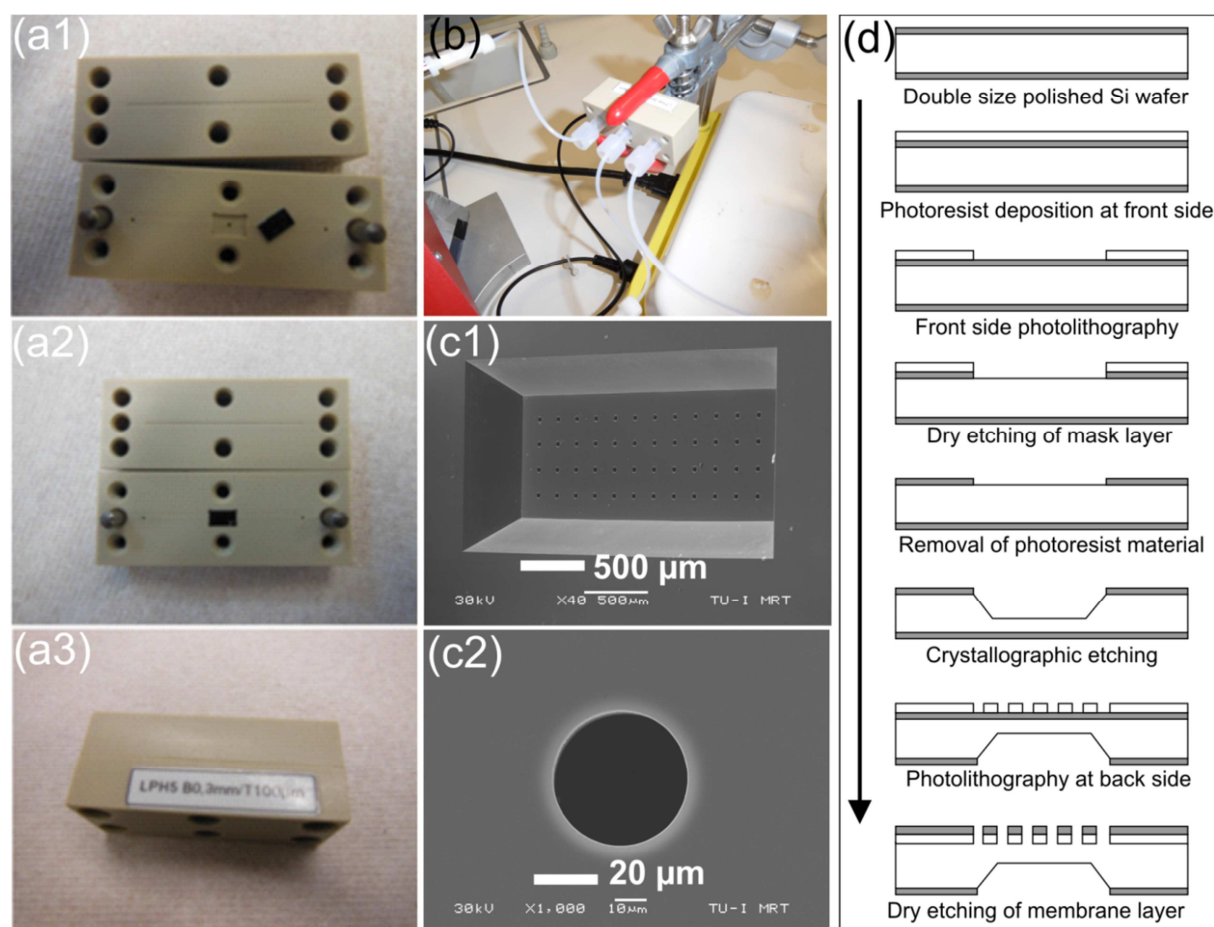 (a1)
(b)
(d)
Double size polished Si wafer
Photoresist deposition at front side
Front side photolithography
Dry etching of mask layer
Removal of photoresist material
Crystallographic etching
Photolithography at back side
Dry etching of membrane layer
(a2)
(c1)
500 µm
30kV X40 500µm TU-I MRT
(a3)
LPH5 B0,3mm/T100µm
(c2)
20 µm
30kV X1,000 10µm TU-I MRT